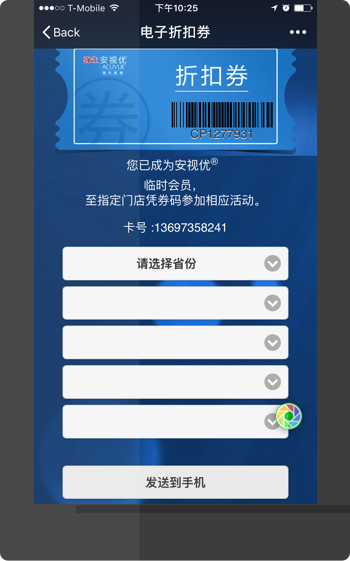 T-Mobile 下午10:25
Back 电子折扣券
强生 安视优
ACUVUE
折扣券
券
CP1277931
您已成为安视优®
临时会员，
至指定门店凭券码参加相应活动。
卡号 :13697358241
请选择省份
发送到手机